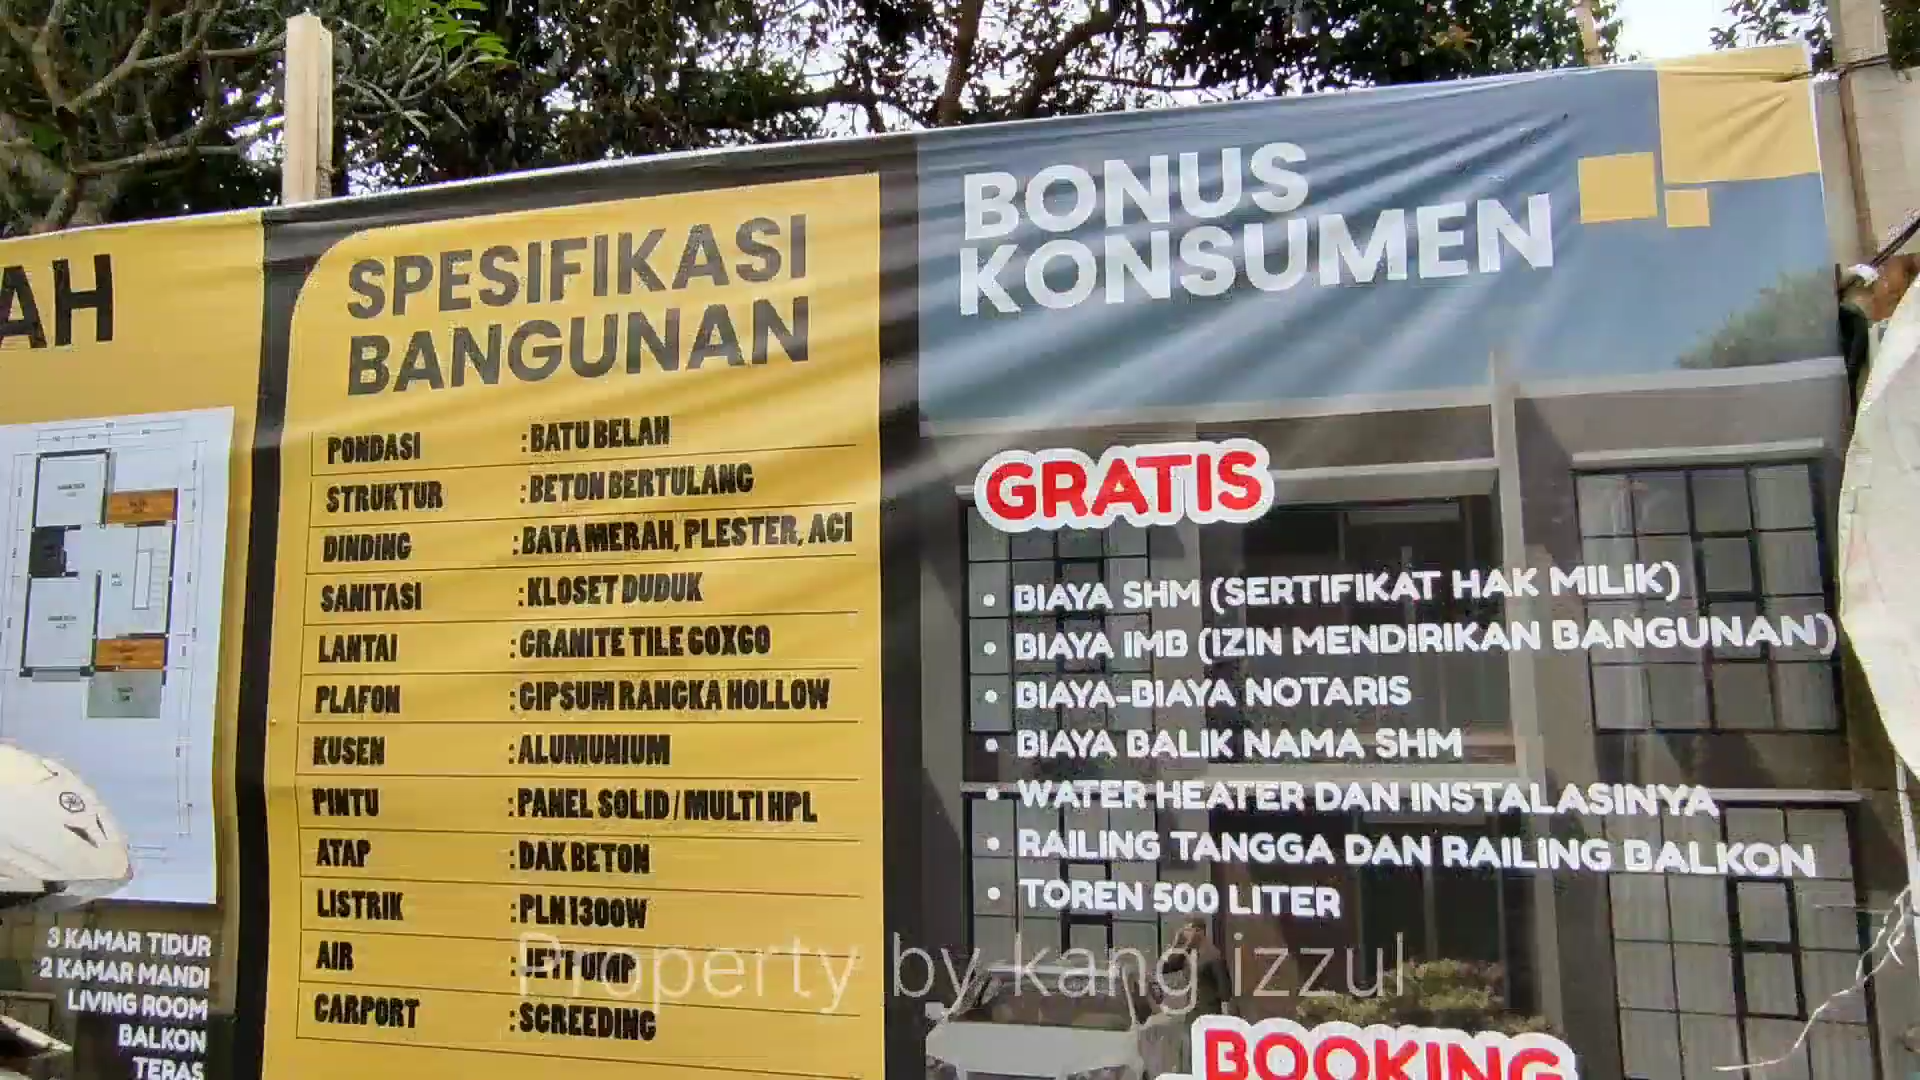 AH
3 KAMAR TIDUR
2 KAMAR MANDI
LIVING ROOM
BALKON
TERAS
SPESIFIKASI
BANGUNAN
PONDASI : BATU BELAH
STRUKTUR : BETON BERTULANG
DINDING : BATA MERAH, PLESTER, ACI
SANITASI : KLOSET DUDUK
LANTAI : GRANITE TILE 60X60
PLAFON : GIPSUM RANGKA HOLLOW
KUSEN : ALUMUNIUM
PINTU : PANEL SOLID / MULTI HPL
ATAP : DAK BETON
LISTRIK : PLN 1300W
AIR : JETPUMP
CARPORT : SCREEDING
BONUS
KONSUMEN
GRATIS
• BIAYA SHM (SERTIFIKAT HAK MILIK)
• BIAYA IMB (IZIN MENDIRIKAN BANGUNAN)
• BIAYA-BIAYA NOTARIS
• BIAYA BALIK NAMA SHM
• WATER HEATER DAN INSTALASINYA
• RAILING TANGGA DAN RAILING BALKON
• TOREN 500 LITER
Property by kang izzul
BOOKING